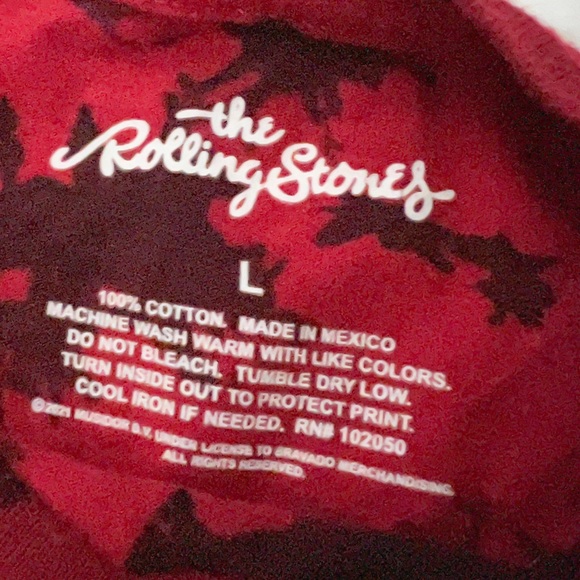 the
Rolling Stones
L
100% COTTON. MADE IN MEXICO
MACHINE WASH WARM WITH LIKE COLORS.
DO NOT BLEACH. TUMBLE DRY LOW.
TURN INSIDE OUT TO PROTECT PRINT.
COOL IRON IF NEEDED. RN# 102050
©2021 MUSIDOR B.V. UNDER LICENSE TO BRAVADO MERCHANDISING.
ALL RIGHTS RESERVED.